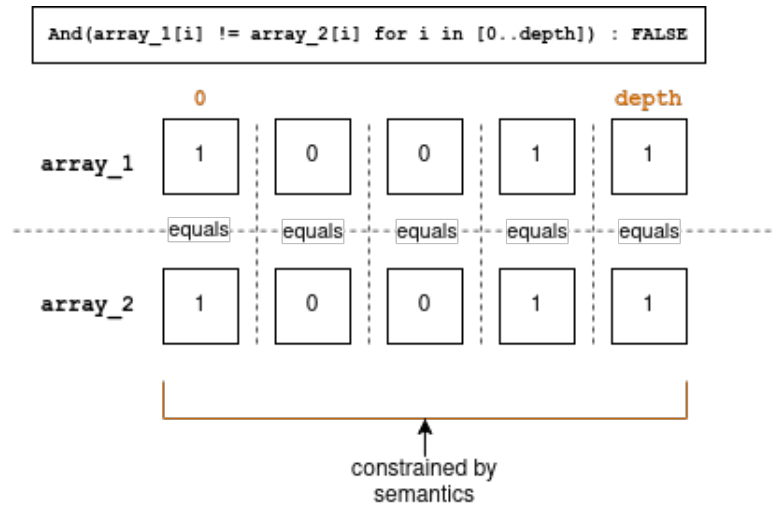 And(array_1[i] != array_2[i] for i in [0..depth]) : FALSE
0 depth
array_1 1 0 0 1 1
equals equals equals equals equals
array_2 1 0 0 1 1
constrained by
semantics